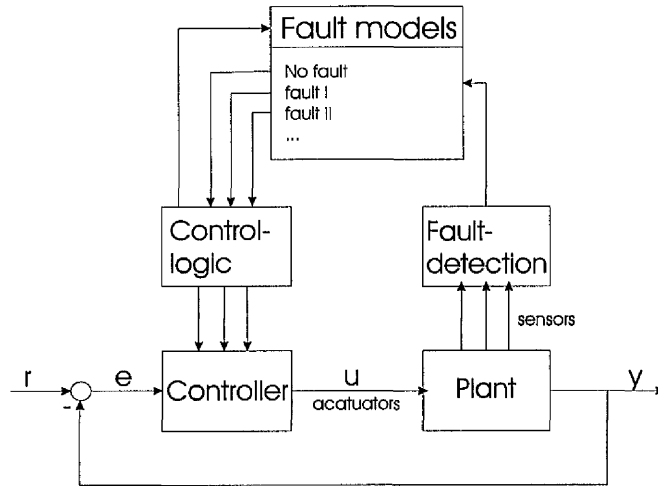 Fault models
No fault
fault I
fault II
...
Control-
logic
Fault-
detection
sensors
r
e
Controller
u
acatuators
Plant
y
-